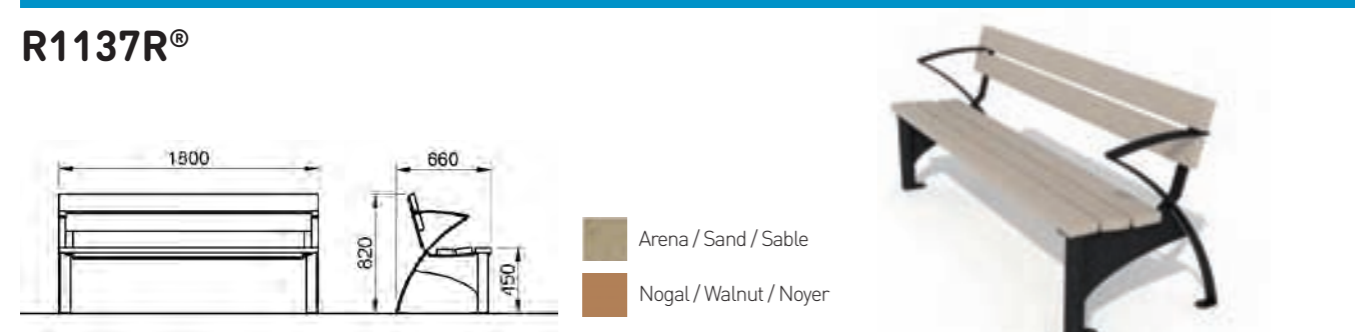 R1137R®
1800
660
820
450
Arena / Sand / Sable
Nogal / Walnut / Noyer